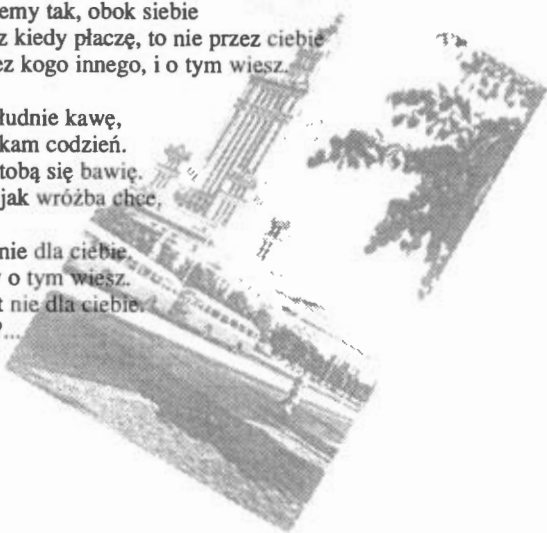 emy tak, obok siebie
z kiedy płaczę, to nie przez ciebie
ez kogo innego, i o tym wiesz.
łudnie kawę,
kam codzień.
tobą się bawię.
jak wróżba chce,
nie dla ciebie.
o tym wiesz.
t nie dla ciebie.
?...